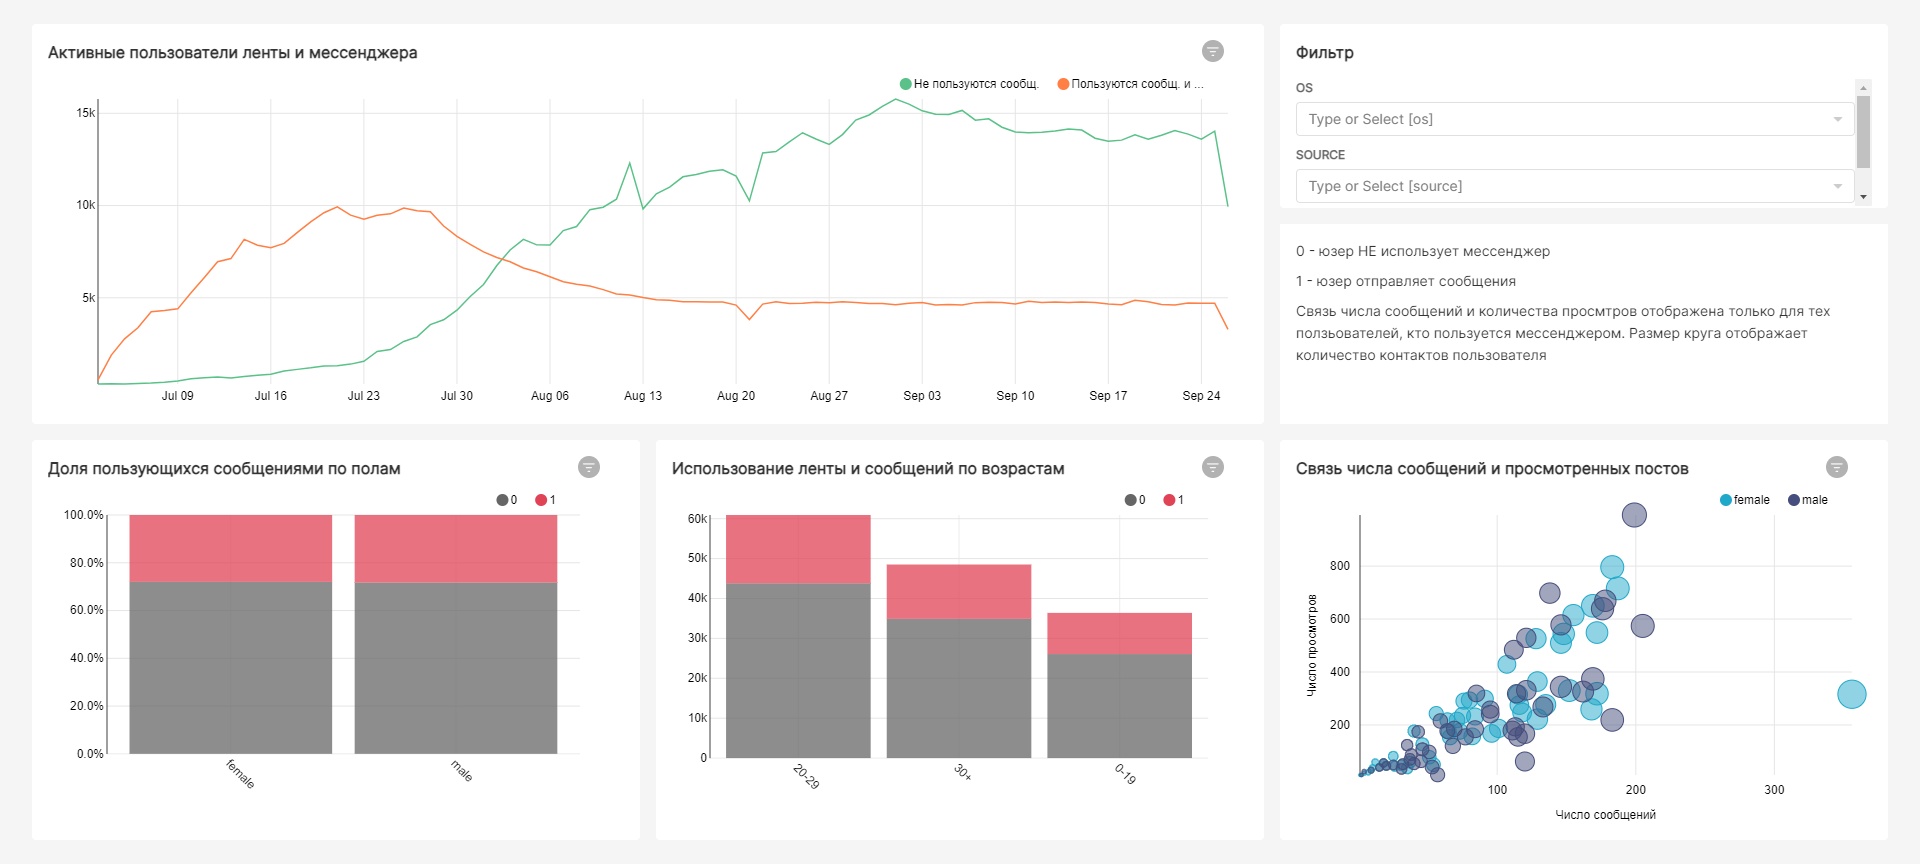 Активные пользователи ленты и мессенджера
Не пользуются сообщ.
Пользуются сообщ. и ...
15k
10k
5k
Jul 09
Jul 16
Jul 23
Jul 30
Aug 06
Aug 13
Aug 20
Aug 27
Sep 03
Sep 10
Sep 17
Sep 24
Фильтр
OS
Type or Select [os]
SOURCE
Type or Select [source]
0 - юзер НЕ использует мессенджер
1 - юзер отправляет сообщения
Связь числа сообщений и количества просмтров отображена только для тех
ползьователей, кто пользуется мессенджером. Размер круга отображает
количество контактов пользователя
Доля пользующихся сообщениями по полам
0
1
100.0%
80.0%
60.0%
40.0%
20.0%
0.0%
female
male
Использование ленты и сообщений по возрастам
0
1
60k
50k
40k
30k
20k
10k
0
20-29
30+
0-19
Связь числа сообщений и просмотренных постов
female
male
Число просмотров
800
600
400
200
100
200
300
Число сообщений